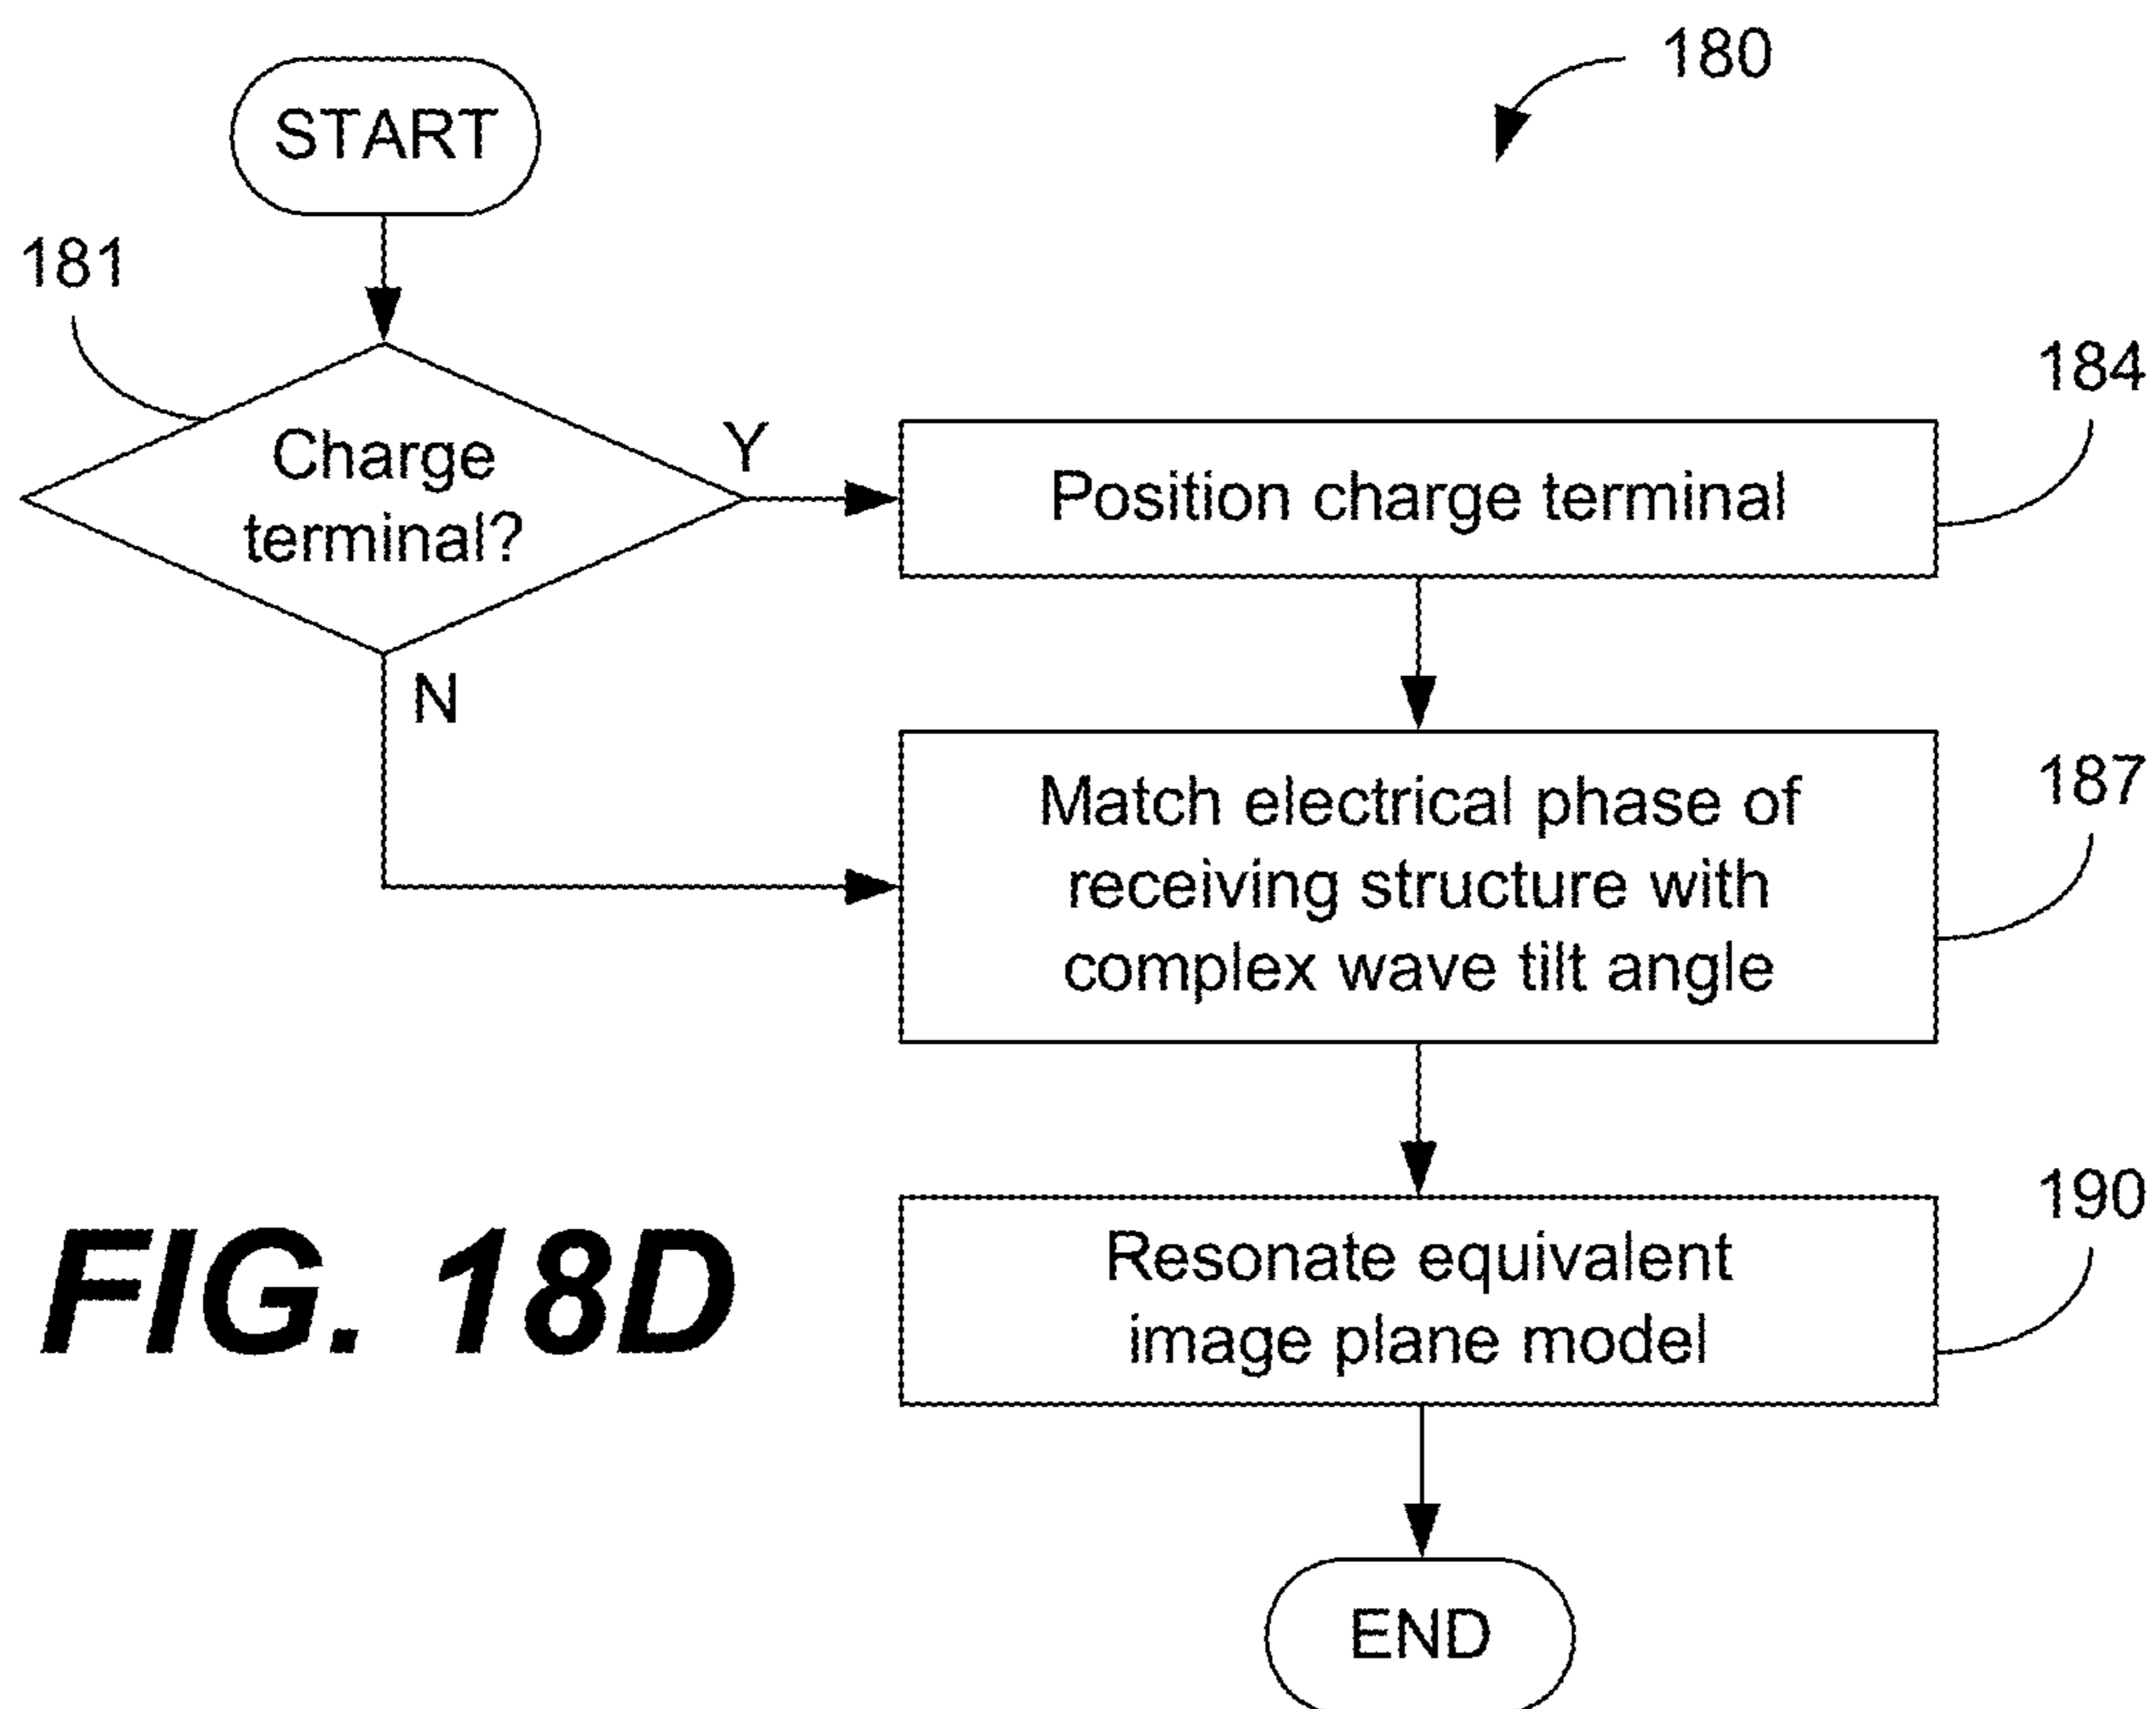 START
180
181
Charge
terminal?
Y
N
184
Position charge terminal
187
Match electrical phase of
receiving structure with
complex wave tilt angle
190
Resonate equivalent
image plane model
END
FIG. 18D